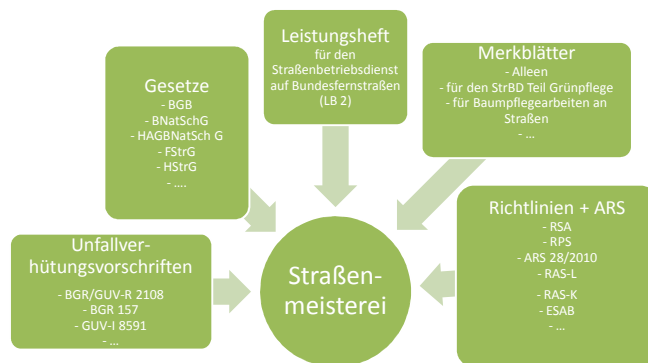 Leistungsheft
für den
Straßenbetriebsdienst
auf Bundesfernstraßen
(LB 2)
Merkblätter
- Alleen
- für den StrBD Teil Grünpflege
- für Baumpflegearbeiten an
Straßen
- ...
Gesetze
- BGB
- BNatSchG
- HAGBNatSch G
- FStrG
- HStrG
- ....
Richtlinien + ARS
- RSA
- RPS
- ARS 28/2010
- RAS-L
- RAS-K
- ESAB
- ...
Unfallver-
hütungsvorschriften
- BGR/GUV-R 2108
- BGR 157
- GUV-I 8591
- ...
Straßen-
meisterei